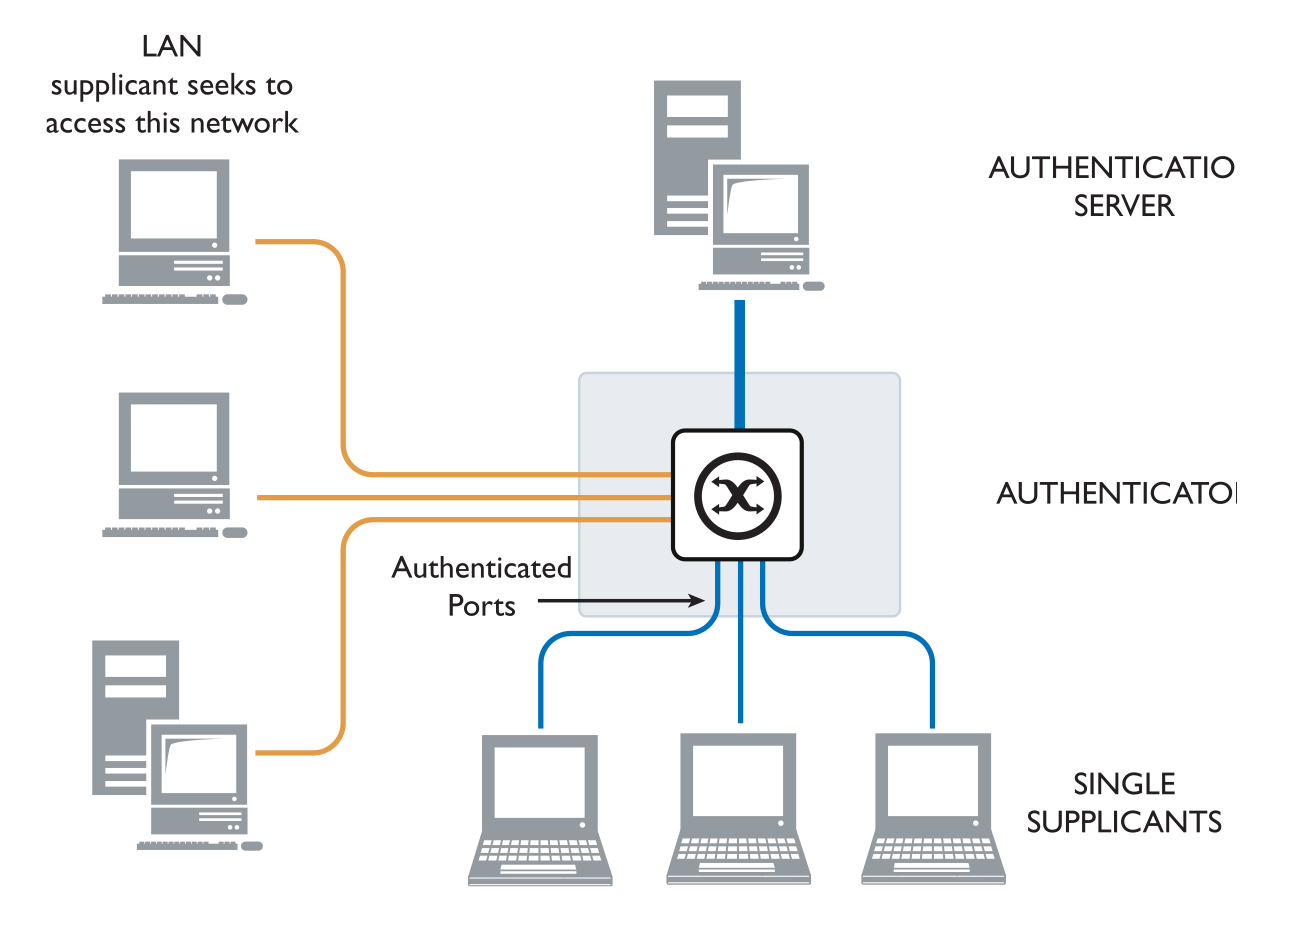 LAN
supplicant seeks to
access this network
AUTHENTICATIO
SERVER
AUTHENTICATO
Authenticated
Ports
SINGLE
SUPPLICANTS